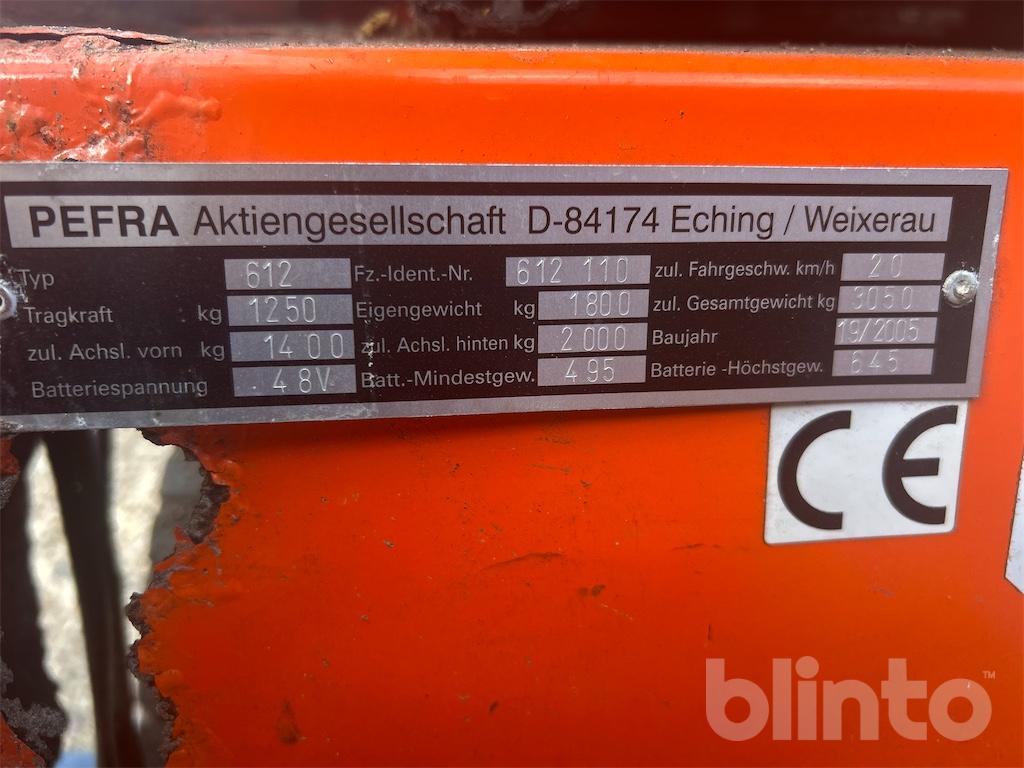 PEFRA Aktiengesellschaft D-84174 Eching / Weixerau
Typ 612 Fz.-Ident.-Nr. 612 110 zul. Fahrgeschw. km/h 20
Tragkraft kg 1250 Eigengewicht kg 1800 zul. Gesamtgewicht kg 3050
zul. Achsl. vorn kg 1400 zul. Achsl. hinten kg 2000 Baujahr 19/2005
Batteriespannung 48V Batt.-Mindestgew. 495 Batterie -Höchstgew. 645
CE
blinto™